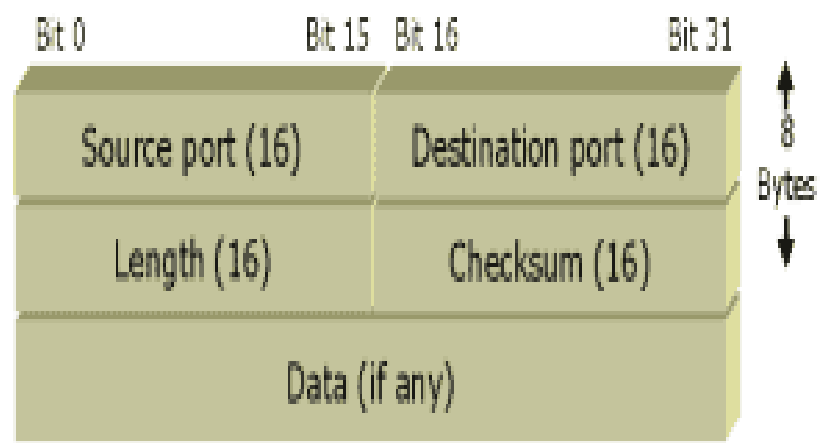 Bit 0 Bit 15 Bit 16 Bit 31
Source port (16) Destination port (16)
8
Bytes
Length (16) Checksum (16)
Data (if any)